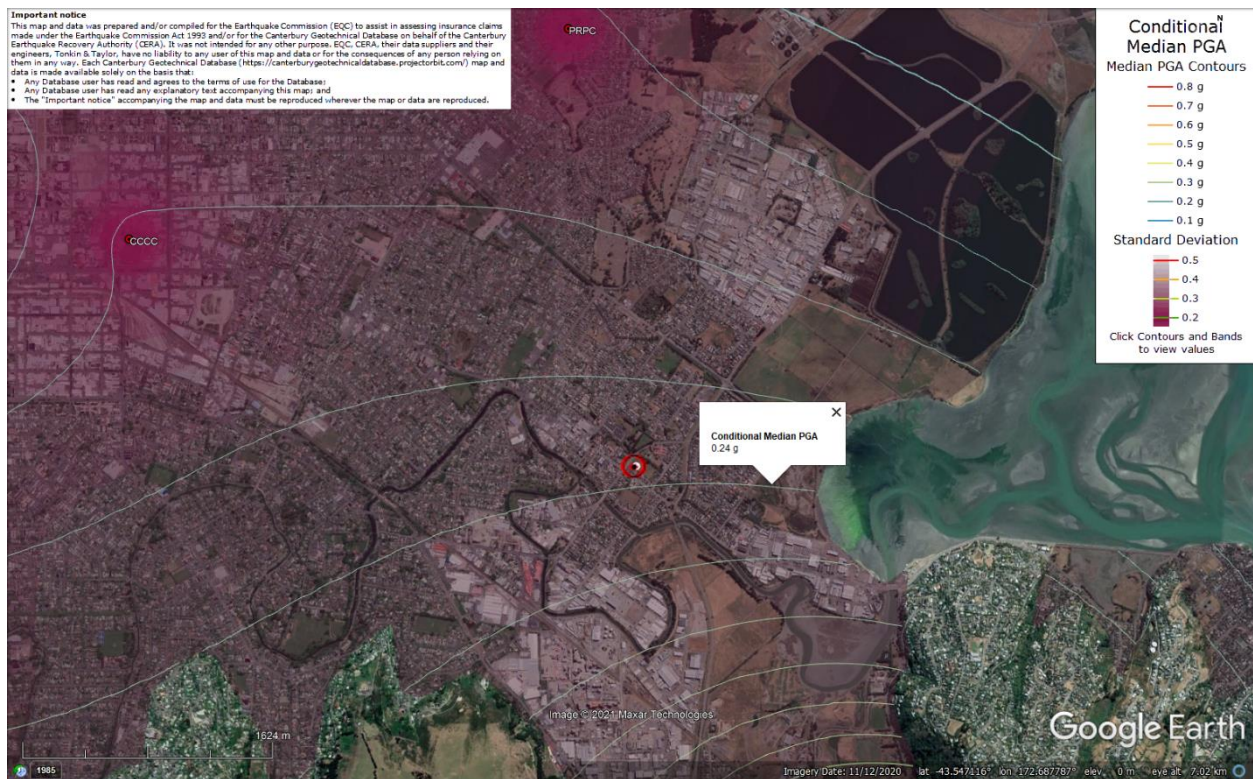 Important notice
This map and data was prepared and/or compiled for the Earthquake Commission (EQC) to assist in assessing insurance claims
made under the Earthquake Commission Act 1993 and/or for the Canterbury Geotechnical Database on behalf of the Canterbury
Earthquake Recovery Authority (CERA). It was not intended for any other purpose. EQC, CERA, their data suppliers and their
engineers, Tonkin & Taylor, have no liability to any user of this map and data or for the consequences of any person relying on
them in any way. Each Canterbury Geotechnical Database (https://canterburygeotechnicaldatabase.projectorbit.com/) map and
data is made available solely on the basis that:
• Any Database user has read and agrees to the terms of use for the Database;
• Any Database user has read any explanatory text accompanying this map; and
• The "Important notice" accompanying the map and data must be reproduced wherever the map or data are reproduced.
PRPC
CCCC
N
Conditional
Median PGA
Median PGA Contours
0.8 g
0.7 g
0.6 g
0.5 g
0.4 g
0.3 g
0.2 g
0.1 g
Standard Deviation
0.5
0.4
0.3
0.2
Click Contours and Bands
to view values
Conditional Median PGA
0.24 g
Image © 2021 Maxar Technologies
Google Earth
1624 m
1985
Imagery Date: 11/12/2020 lat -43.547116° lon 172.687787° elev 0 m eye alt 7.02 km